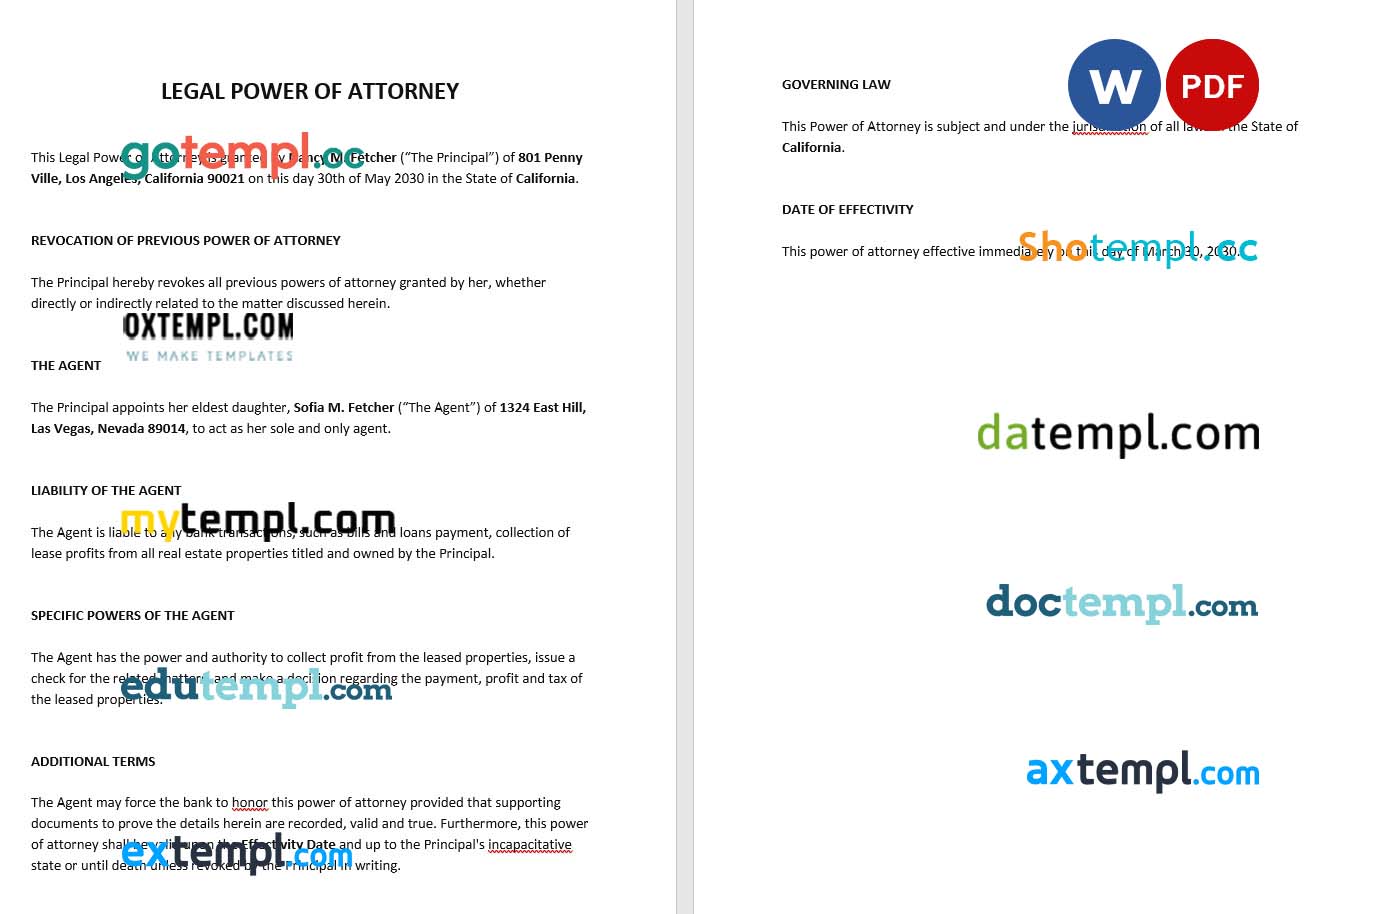 LEGAL POWER OF ATTORNEY
gotempl.cc
This Legal Power of Attorney is granted by Nancy M. Fetcher (“The Principal”) of 801 Penny
Ville, Los Angeles, California 90021 on this day 30th of May 2030 in the State of California.
REVOCATION OF PREVIOUS POWER OF ATTORNEY
The Principal hereby revokes all previous powers of attorney granted by her, whether
directly or indirectly related to the matter discussed herein.
OXTEMPL.COM
WE MAKE TEMPLATES
THE AGENT
The Principal appoints her eldest daughter, Sofia M. Fetcher (“The Agent”) of 1324 East Hill,
Las Vegas, Nevada 89014, to act as her sole and only agent.
LIABILITY OF THE AGENT
mytempl.com
The Agent is liable to any bank transactions, such as bills and loans payment, collection of
lease profits from all real estate properties titled and owned by the Principal.
SPECIFIC POWERS OF THE AGENT
The Agent has the power and authority to collect profit from the leased properties, issue a
check for the related matters and make a decision regarding the payment, profit and tax of
edutempl.com
the leased properties.
ADDITIONAL TERMS
The Agent may force the bank to honor this power of attorney provided that supporting
documents to prove the details herein are recorded, valid and true. Furthermore, this power
of attorney shall be valid upon the Effectivity Date and up to the Principal's incapacitative
extempl.com
state or until death unless revoked by the Principal in writing.
W PDF
GOVERNING LAW
This Power of Attorney is subject and under the jurisdiction of all laws the State of
California.
DATE OF EFFECTIVITY
Shotempl.cc
This power of attorney effective immediately on this day of March 30, 2030.
datempl.com
doctempl.com
axtempl.com